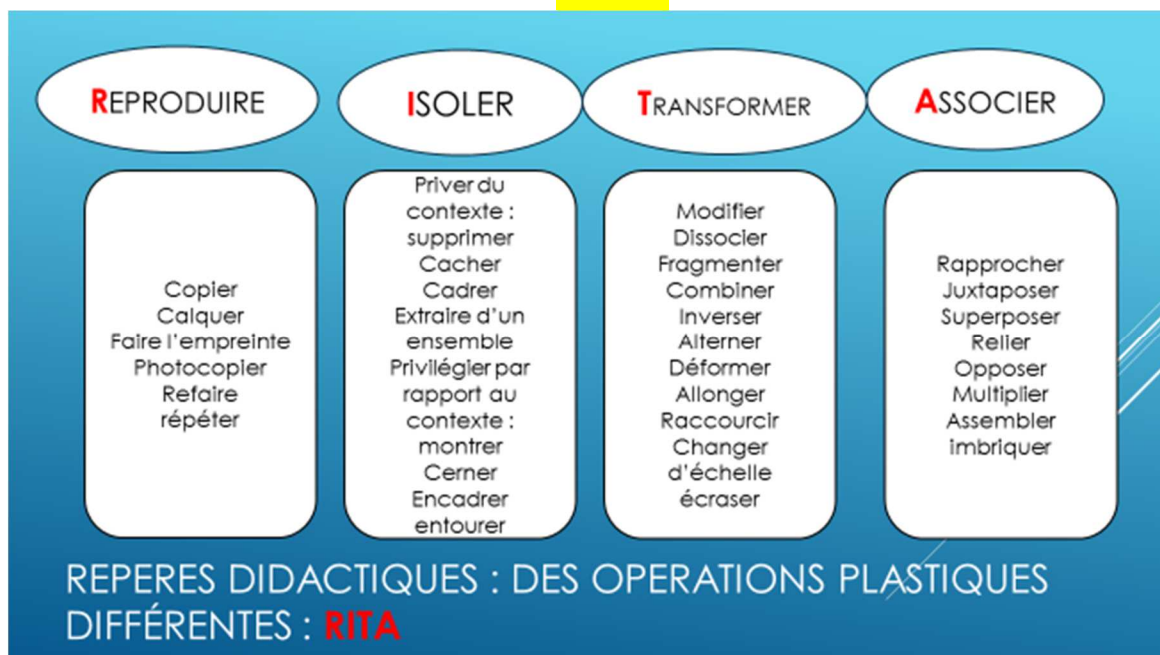 REPRODUIRE
ISOLER
TRANSFORMER
ASSOCIER
Copier
Calquer
Faire l'empreinte
Photocopier
Refaire
répéter
Priver du
contexte :
supprimer
Cacher
Cadrer
Extraire d'un
ensemble
Privilégier par
rapport au
contexte :
montrer
Cerner
Encadrer
entourer
Modifier
Dissocier
Fragmenter
Combiner
Inverser
Alterner
Déformer
Allonger
Raccourcir
Changer
d'échelle
écraser
Rapprocher
Juxtaposer
Superposer
Relier
Opposer
Multiplier
Assembler
imbriquer
REPERES DIDACTIQUES : DES OPERATIONS PLASTIQUES
DIFFÉRENTES : RITA